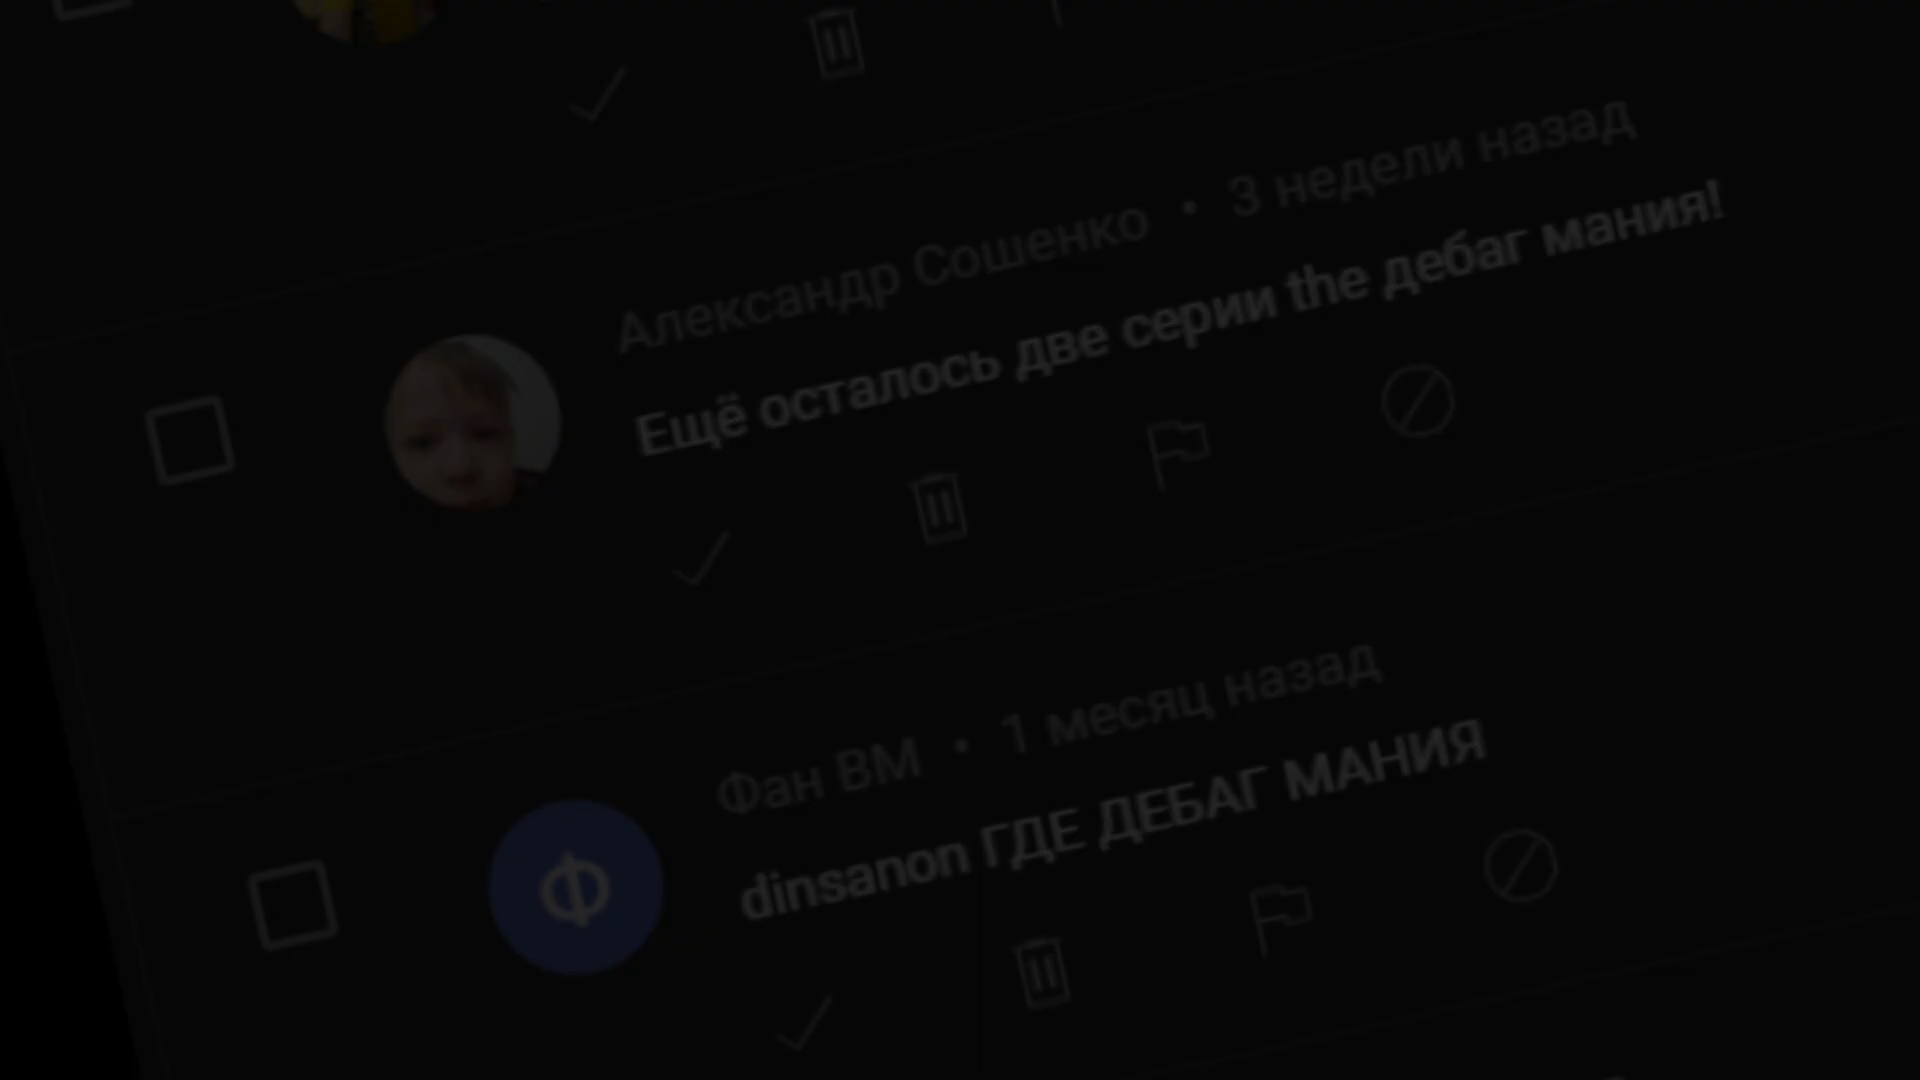 Александр Сошенко • 3 недели назад
Ещё осталось две серии the дебаг мания!
Фан ВМ • 1 месяц назад
Ф
dinsanon ГДЕ ДЕБАГ МАНИЯ